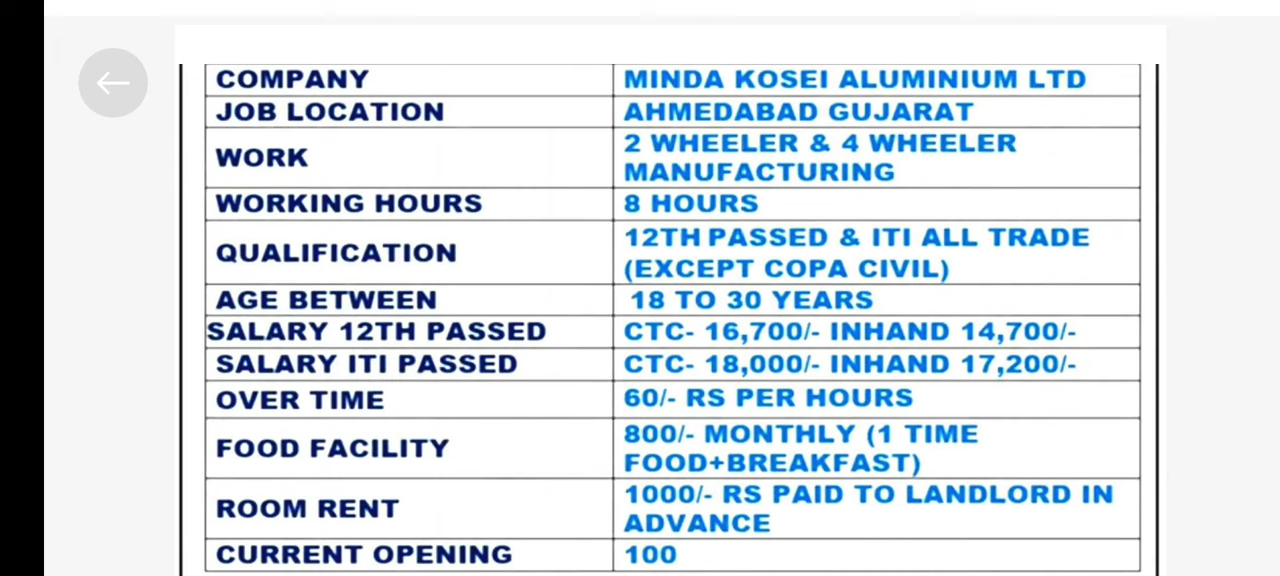 COMPANY MINDA KOSEI ALUMINIUM LTD
JOB LOCATION AHMEDABAD GUJARAT
WORK 2 WHEELER & 4 WHEELER
MANUFACTURING
WORKING HOURS 8 HOURS
QUALIFICATION 12TH PASSED & ITI ALL TRADE
(EXCEPT COPA CIVIL)
AGE BETWEEN 18 TO 30 YEARS
SALARY 12TH PASSED CTC- 16,700/- INHAND 14,700/-
SALARY ITI PASSED CTC- 18,000/- INHAND 17,200/-
OVER TIME 60/- RS PER HOURS
FOOD FACILITY 800/- MONTHLY (1 TIME
FOOD+BREAKFAST)
ROOM RENT 1000/- RS PAID TO LANDLORD IN
ADVANCE
CURRENT OPENING 100